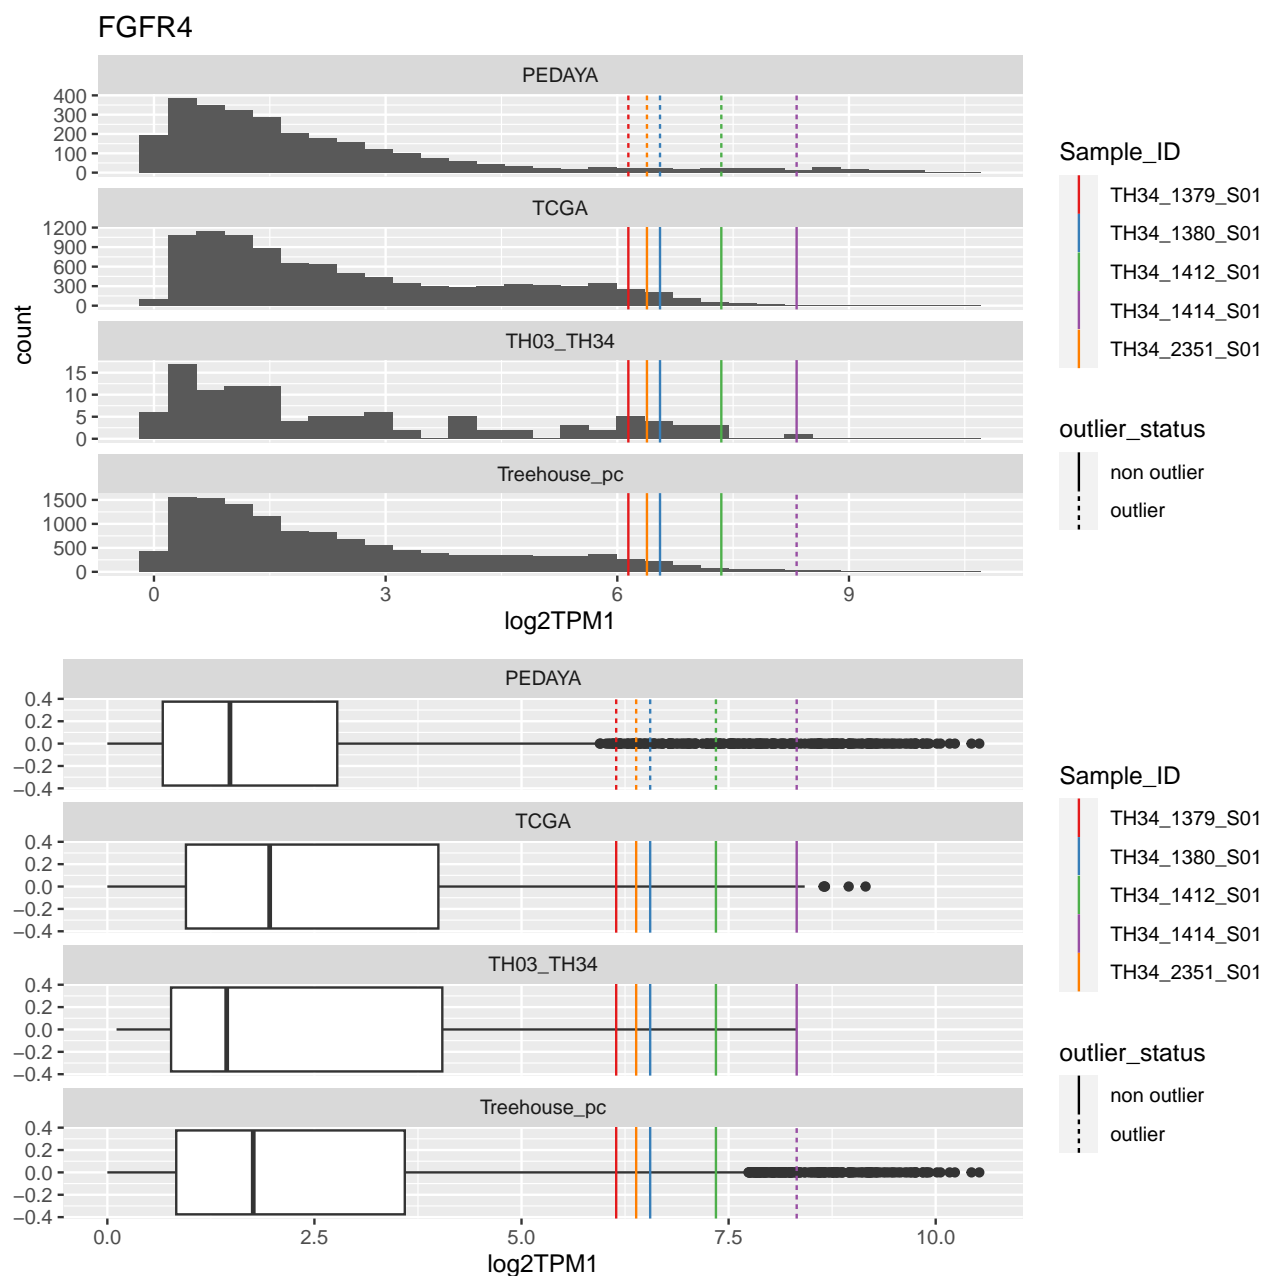 FGFR4
PEDAYA
400
300
200
100
0
TCGA
1200
900
600
300
0
TH03_TH34
15
10
5
0
Treehouse_pc
1500
1000
500
0
0 3 6 9
log2TPM1
count
Sample_ID
TH34_1379_S01
TH34_1380_S01
TH34_1412_S01
TH34_1414_S01
TH34_2351_S01
outlier_status
non outlier
outlier
PEDAYA
0.4
0.2
0.0
−0.2
−0.4
TCGA
0.4
0.2
0.0
−0.2
−0.4
TH03_TH34
0.4
0.2
0.0
−0.2
−0.4
Treehouse_pc
0.4
0.2
0.0
−0.2
−0.4
0.0 2.5 5.0 7.5 10.0
log2TPM1
Sample_ID
TH34_1379_S01
TH34_1380_S01
TH34_1412_S01
TH34_1414_S01
TH34_2351_S01
outlier_status
non outlier
outlier